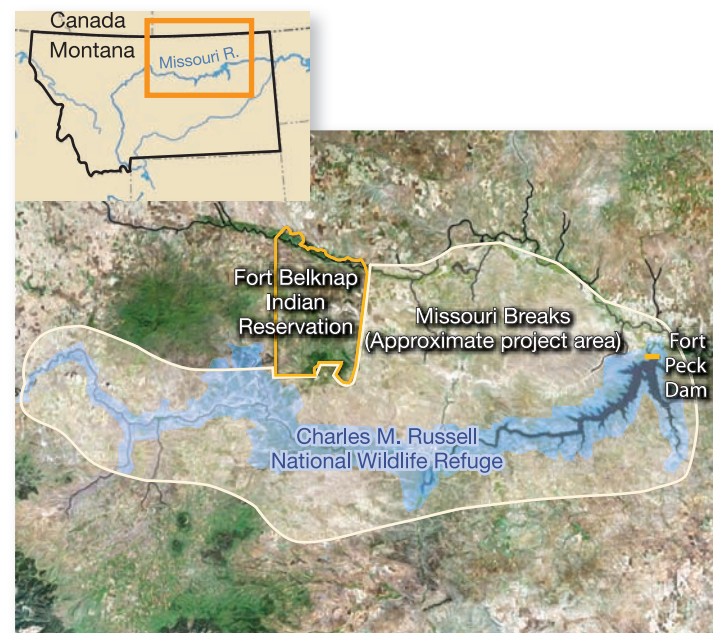 Canada
Montana
Missouri R.
Fort Belknap
Indian
Reservation
Missouri Breaks
(Approximate project area)
Fort
Peck
Dam
Charles M. Russell
National Wildlife Refuge